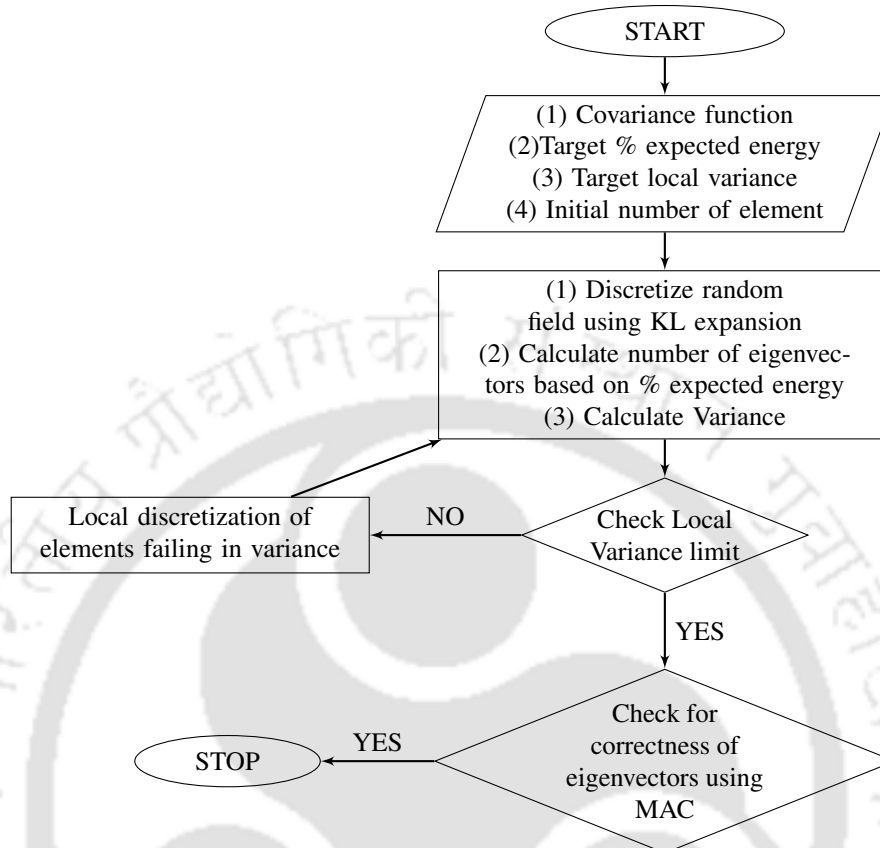 START
(1) Covariance function
(2)Target % expected energy
(3) Target local variance
(4) Initial number of element
(1) Discretize random
field using KL expansion
(2) Calculate number of eigenvec-
tors based on % expected energy
(3) Calculate Variance
Local discretization of
elements failing in variance
NO
Check Local
Variance limit
YES
Check for
correctness of
eigenvectors using
MAC
YES
STOP